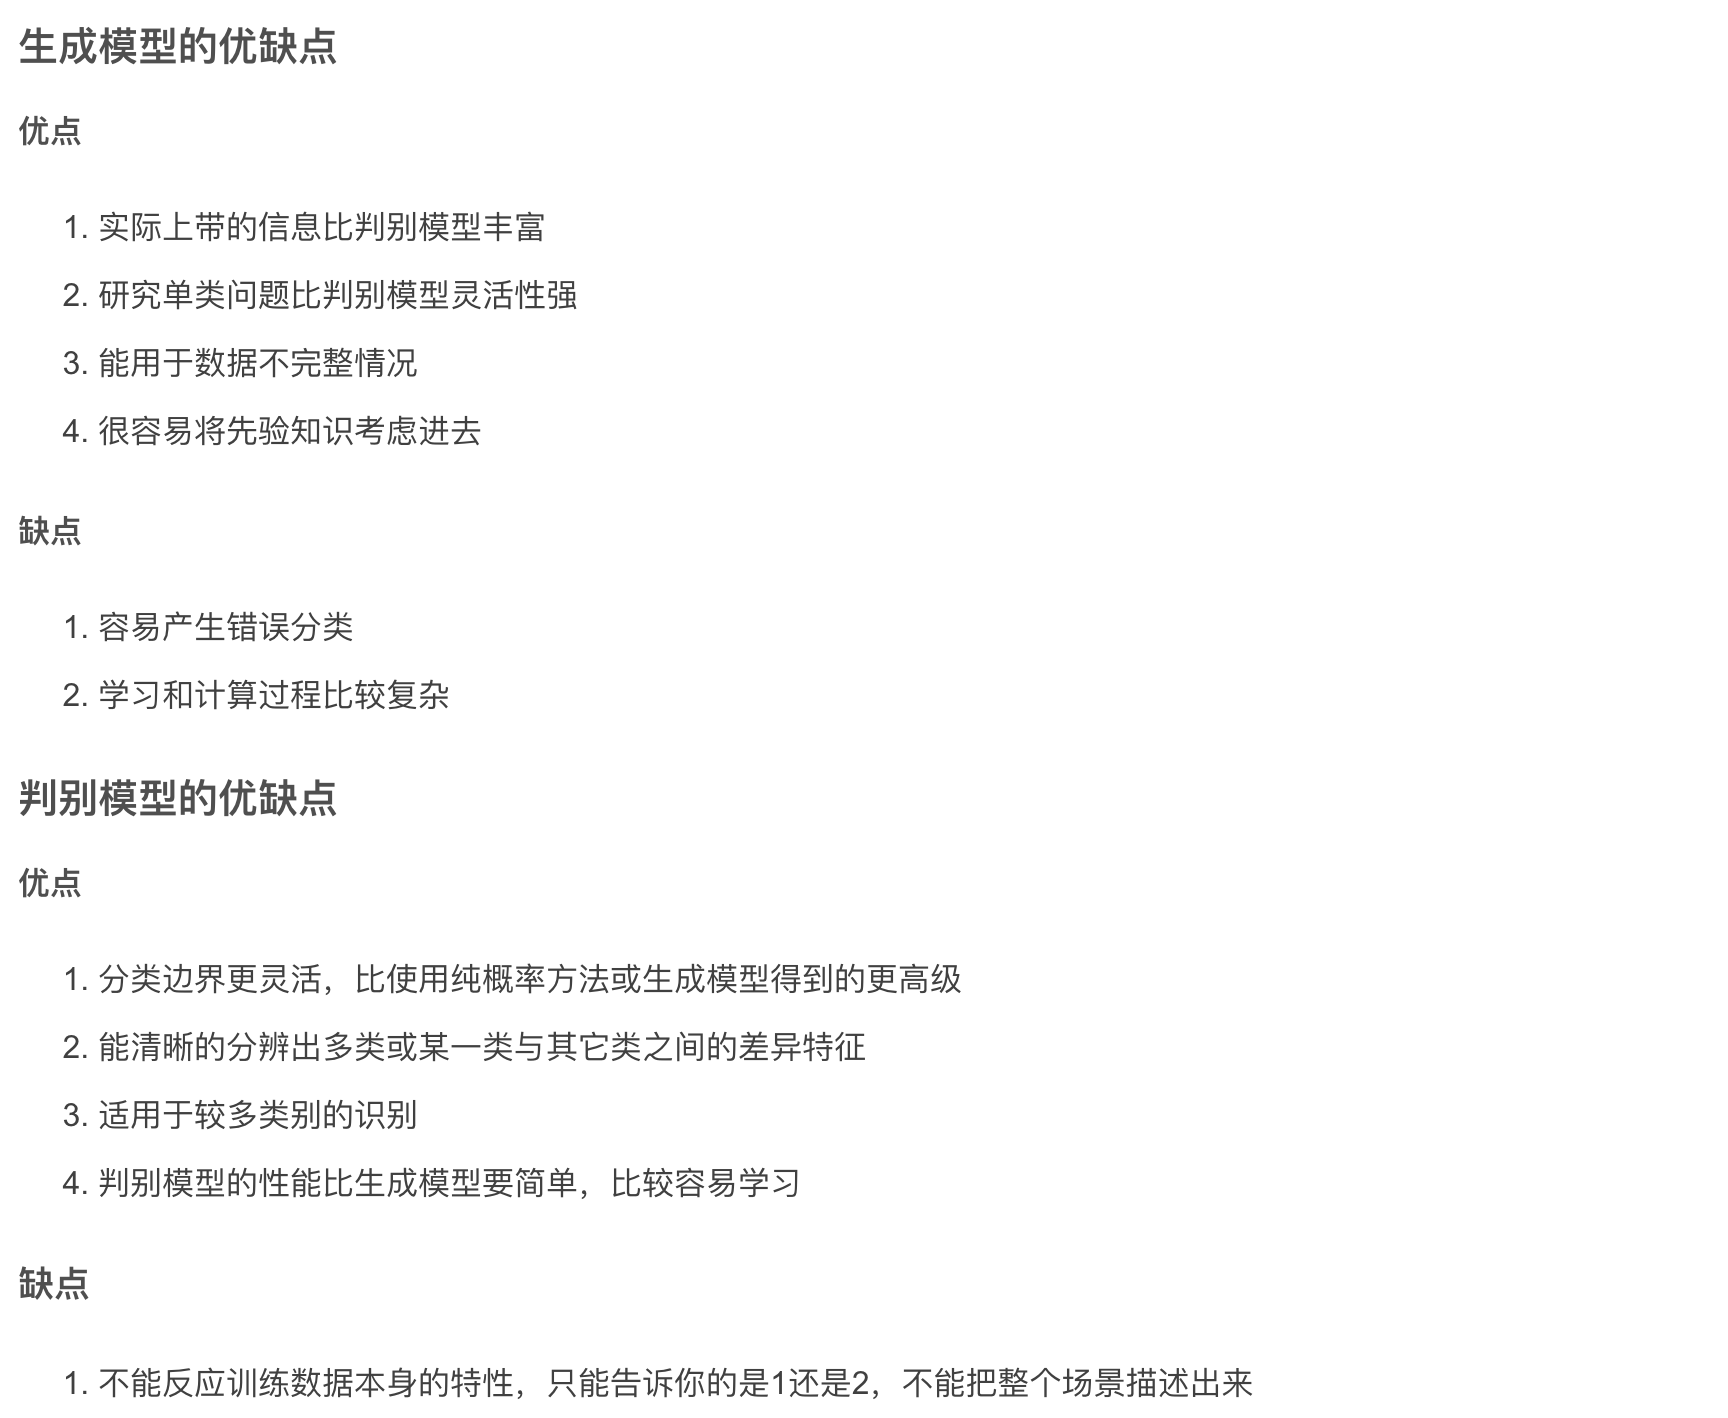 生成模型的优缺点
优点
1. 实际上带的信息比判别模型丰富
2. 研究单类问题比判别模型灵活性强
3. 能用于数据不完整情况
4. 很容易将先验知识考虑进去
缺点
1. 容易产生错误分类
2. 学习和计算过程比较复杂
判别模型的优缺点
优点
1. 分类边界更灵活，比使用纯概率方法或生成模型得到的更高级
2. 能清晰的分辨出多类或某一类与其它类之间的差异特征
3. 适用于较多类别的识别
4. 判别模型的性能比生成模型要简单，比较容易学习
缺点
1. 不能反应训练数据本身的特性，只能告诉你的是1还是2，不能把整个场景描述出来